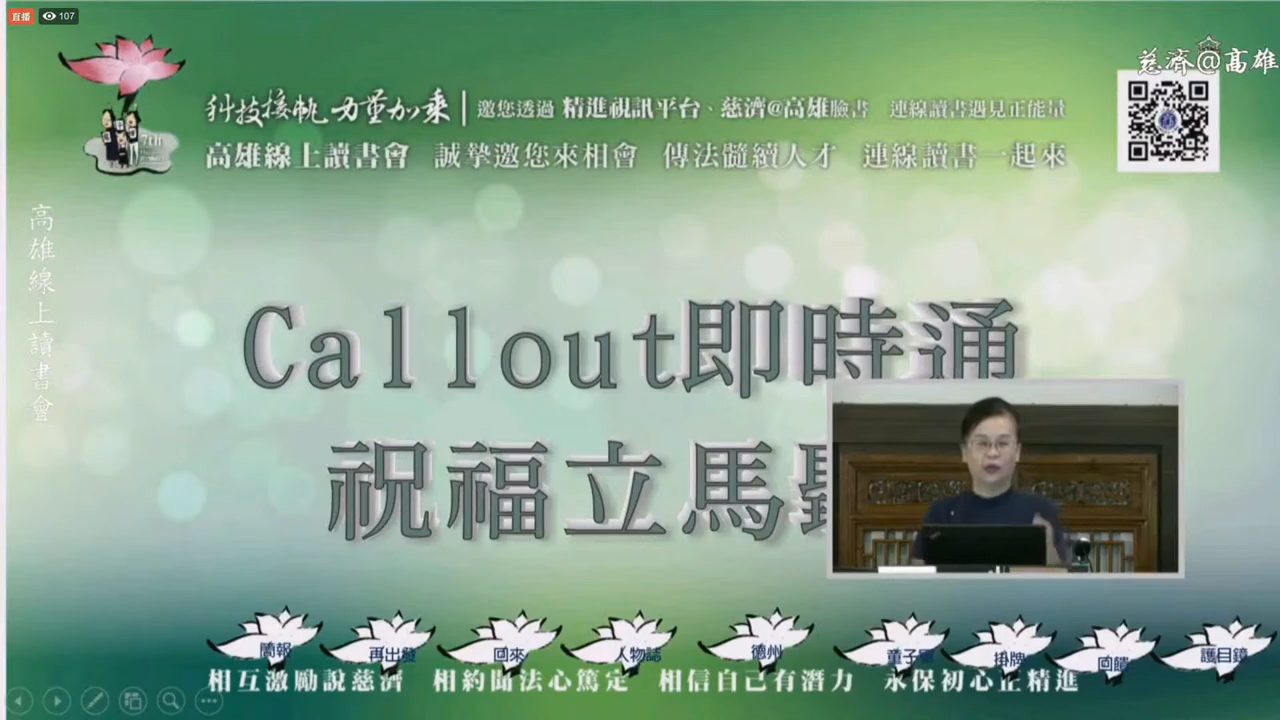 直播 107
慈濟@高雄
科技接帆 力量加乘 | 邀您透過 精進視訊平台、慈濟@高雄臉書 連線讀書遇見正能量
高雄線上讀書會 誠摯邀您來相會 傳法髓續人才 連線讀書一起來
7th
高雄線上讀書會
Callout即時通
祝福立馬
簡報 再出發 回來 人物誌 德州 童子軍 掛牌 回饋 護目鏡
相互激勵說慈濟 相約聞法心篤定 相信自己有潛力 永保初心正精進